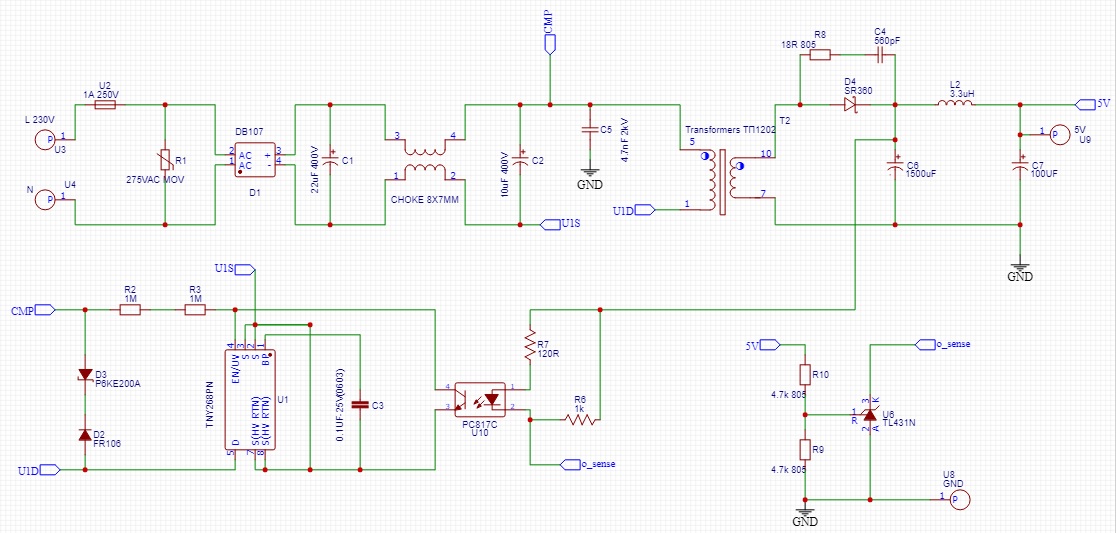 CMP
U2
1A 250V
L 230V
P 1
U3
R1
275VAC MOV
N
U4
P 1
DB107
2 AC + 3
1 AC - 4
D1
22uF 400V
C1
3 4
1 2
CHOKE 8X7MM
10uF 400V
C2
U1S
C5
4.7nF 2kV
GND
Transformers ТП1202
T2
5
10
U1D
1
7
R8
18R 805
C4
560pF
D4
SR360
L2
3.3uH
5V
1 P
5V
U9
C6
1500uF
C7
100UF
GND
U1S
CMP
R2
1M
R3
1M
D3
P6KE200A
D2
FR106
U1D
TNY268PN
4 3 2 1
EN/UV
S
S
BP
U1
D
S(HV RTN)
S(HV RTN)
5 7 8
0.1UF-25V(0603)
C3
4 1
3 2
PC817C
U10
R7
120R
R6
1k
o_sense
5V
R10
4.7k 805
R9
4.7k 805
o_sense
3 K
1
R
U6
TL431N
2 A
GND
U8
GND
1 P